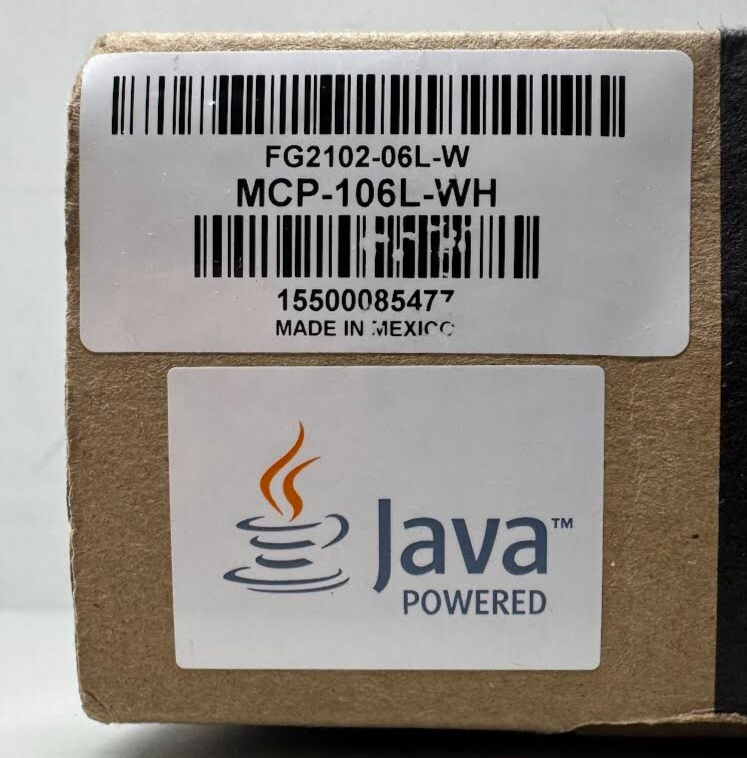 FG2102-06L-W
MCP-106L-WH
15500085477
MADE IN MEXICO
Java™
POWERED